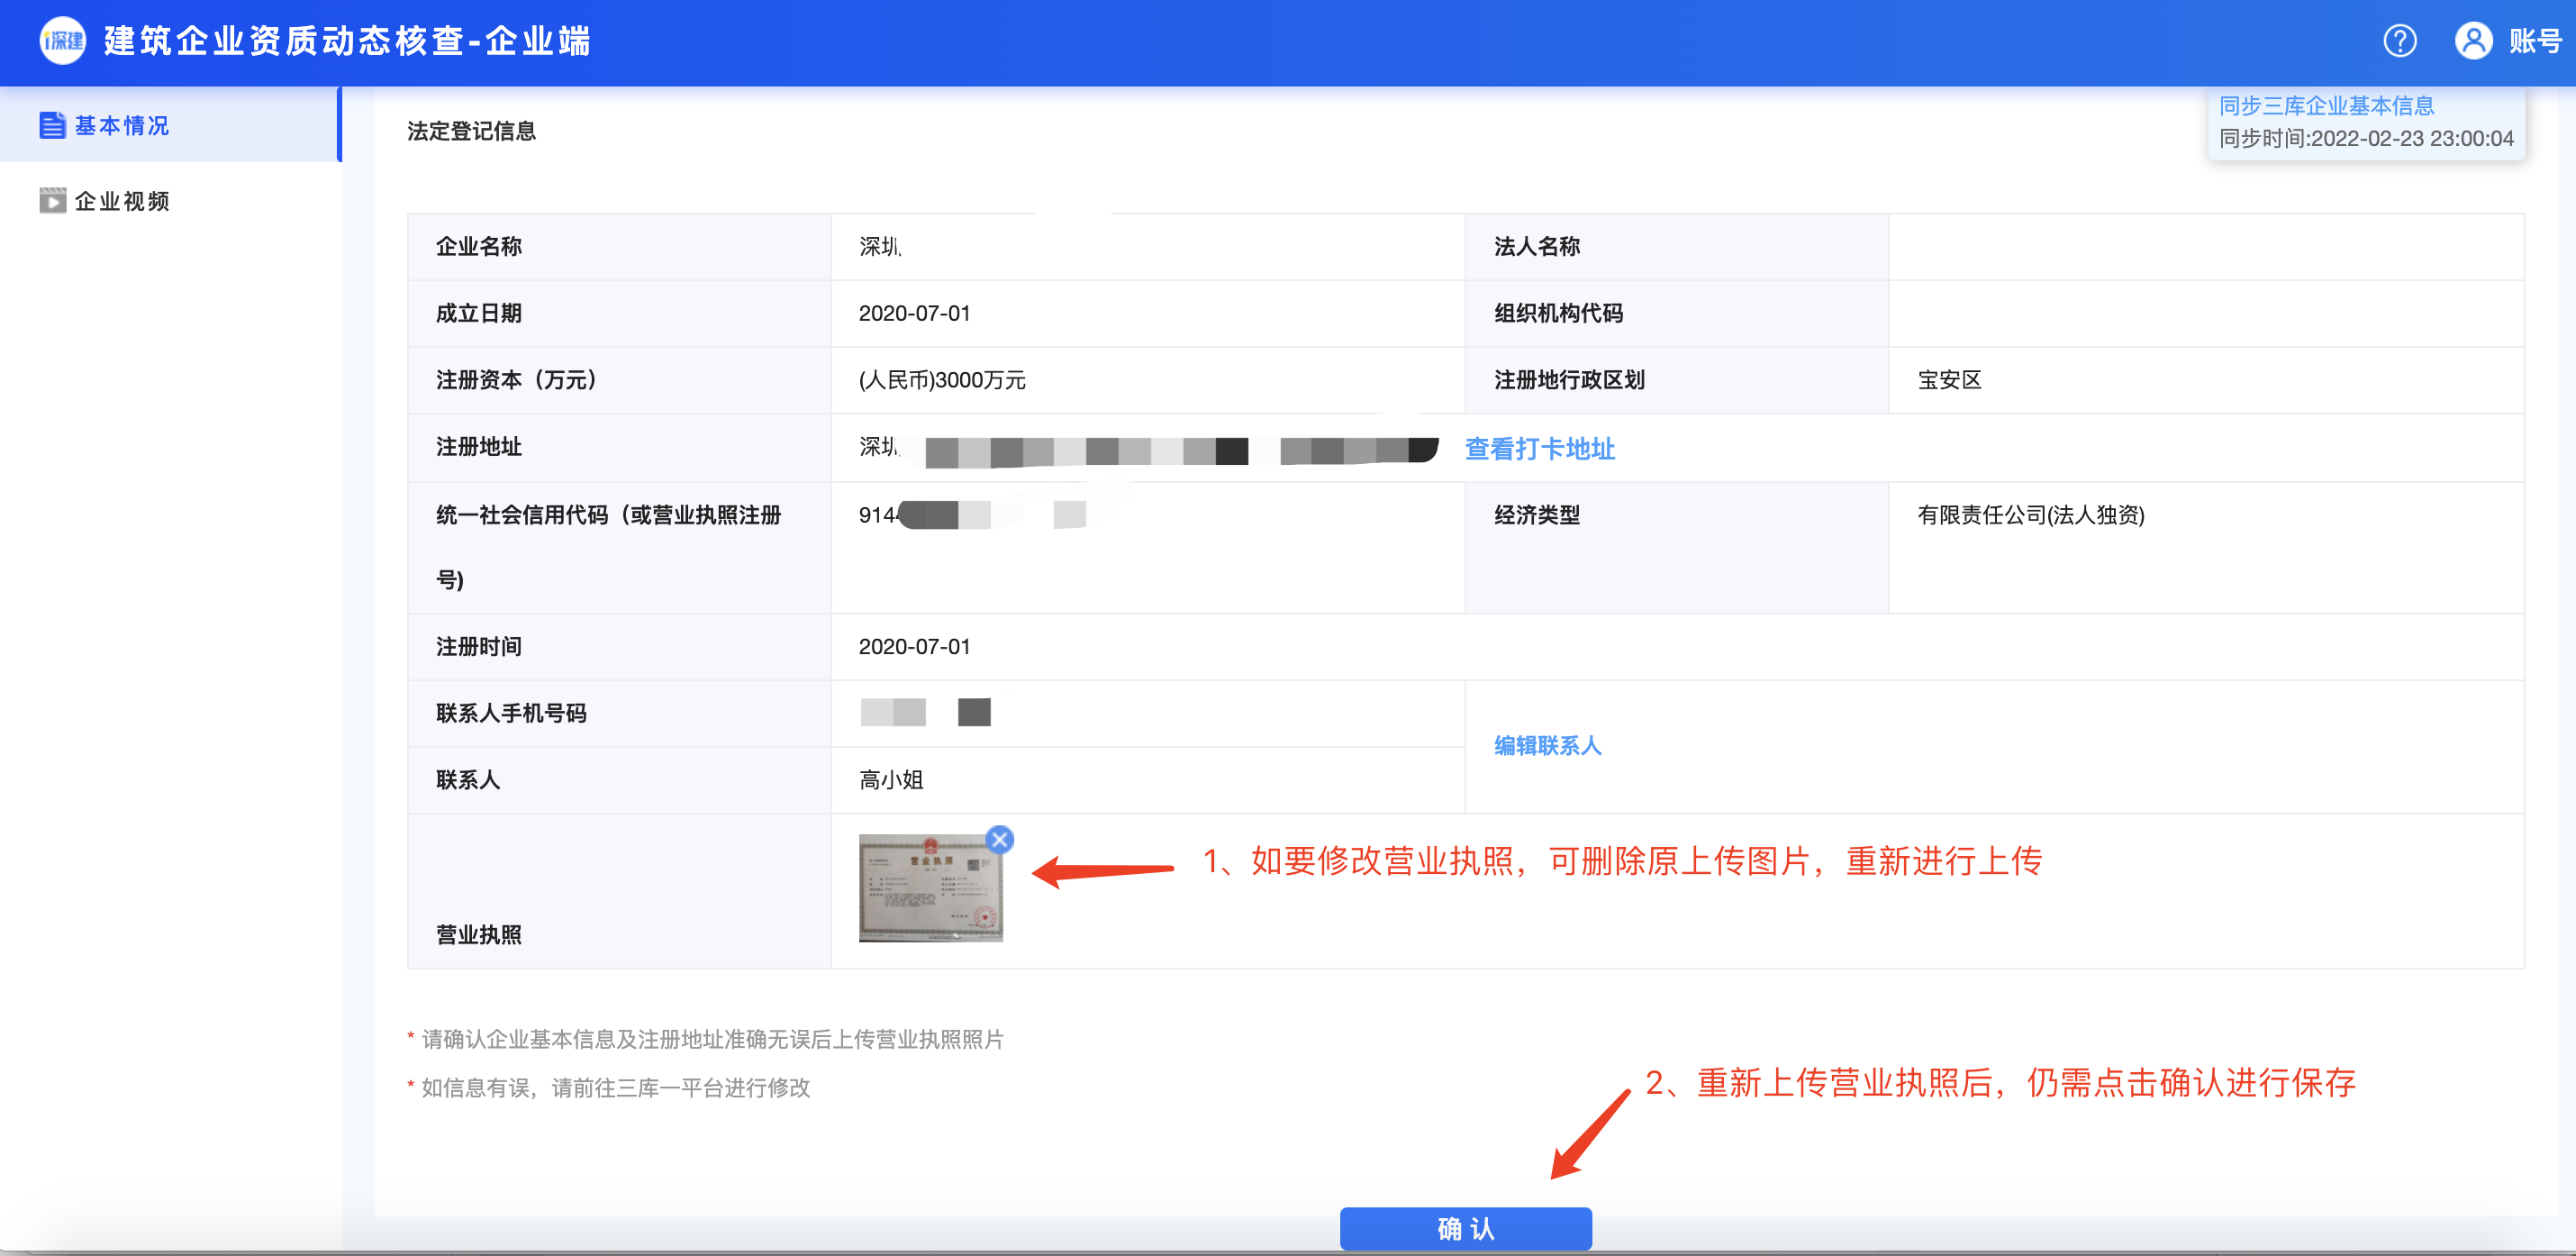 i深建 建筑企业资质动态核查-企业端 账号
基本情况
企业视频
法定登记信息
同步三库企业基本信息
同步时间:2022-02-23 23:00:04
企业名称 深圳 法人名称
成立日期 2020-07-01 组织机构代码
注册资本（万元） (人民币)3000万元 注册地行政区划 宝安区
注册地址 深圳 查看打卡地址
统一社会信用代码（或营业执照注册 914 经济类型 有限责任公司(法人独资)
号)
注册时间 2020-07-01
联系人手机号码
编辑联系人
联系人 高小姐
营业执照
1、如要修改营业执照，可删除原上传图片，重新进行上传
营业执照
* 请确认企业基本信息及注册地址准确无误后上传营业执照照片
* 如信息有误，请前往三库一平台进行修改
2、重新上传营业执照后，仍需点击确认进行保存
确 认